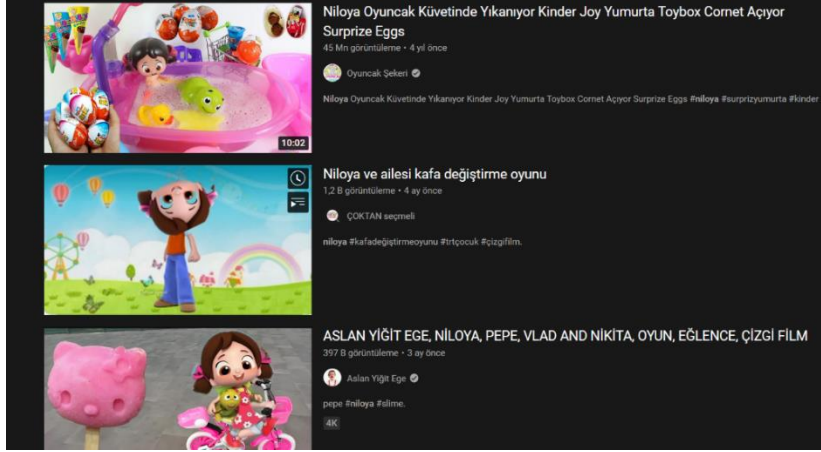 Niloya Oyuncak Küvetinde Yıkanıyor Kinder Joy Yumurta Toybox Cornet Açıyor
Surprize Eggs
45 Mn görüntüleme • 4 yıl önce
Oyuncak Şekeri
Niloya Oyuncak Küvetinde Yıkanıyor Kinder Joy Yumurta Toybox Cornet Açıyor Surprize Eggs #niloya #surprizyumurta #kinder
10:02
Niloya ve ailesi kafa değiştirme oyunu
1,2 B görüntüleme • 4 ay önce
ÇOKTAN seçmeli
niloya #kafadeğiştirmeoyunu #trtçocuk #çizgifilm.
ASLAN YİĞİT EGE, NİLOYA, PEPE, VLAD AND NİKİTA, OYUN, EĞLENCE, ÇİZGİ FİLM
397 B görüntüleme • 3 ay önce
Aslan Yiğit Ege
pepe #niloya #slime.
4K